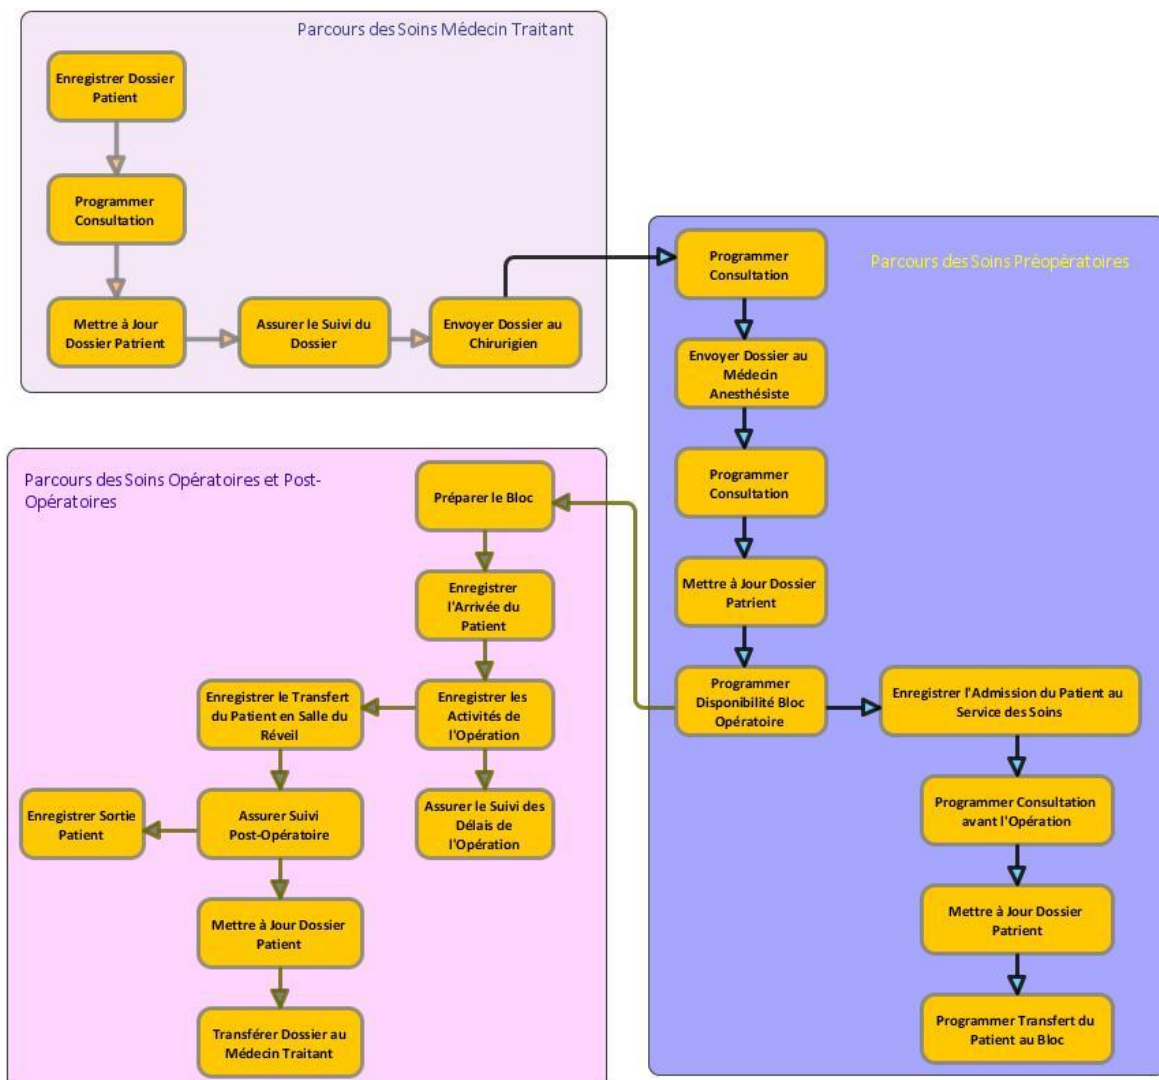 Parcours des Soins Médecin Traitant
Enregistrer Dossier
Patient
Programmer
Consultation
Mettre à Jour
Dossier Patrient
Assurer le Suivi du
Dossier
Envoyer Dossier au
Chirurigien
Parcours des Soins Préopératoires
Programmer
Consultation
Envoyer Dossier au
Médecin
Anesthésiste
Programmer
Consultation
Mettre à Jour Dossier
Patrient
Programmer
Disponibilité Bloc
Opératoire
Enregistrer l'Admission du Patient au
Service des Soins
Programmer Consultation
avant l'Opération
Mettre à Jour Dossier
Patrient
Programmer Transfert du
Patient au Bloc
Parcours des Soins Opératoires et Post-
Opératoires
Préparer le Bloc
Enregistrer
l'Arrivée du
Patient
Enregistrer les
Activités de
l'Opération
Enregistrer le Transfert
du Patient en Salle du
Réveil
Assurer le Suivi des
Délais de
l'Opération
Assurer Suivi
Post-Opératoire
Enregistrer Sortie
Patient
Mettre à Jour Dossier
Patient
Transférer Dossier au
Médecin Traitant